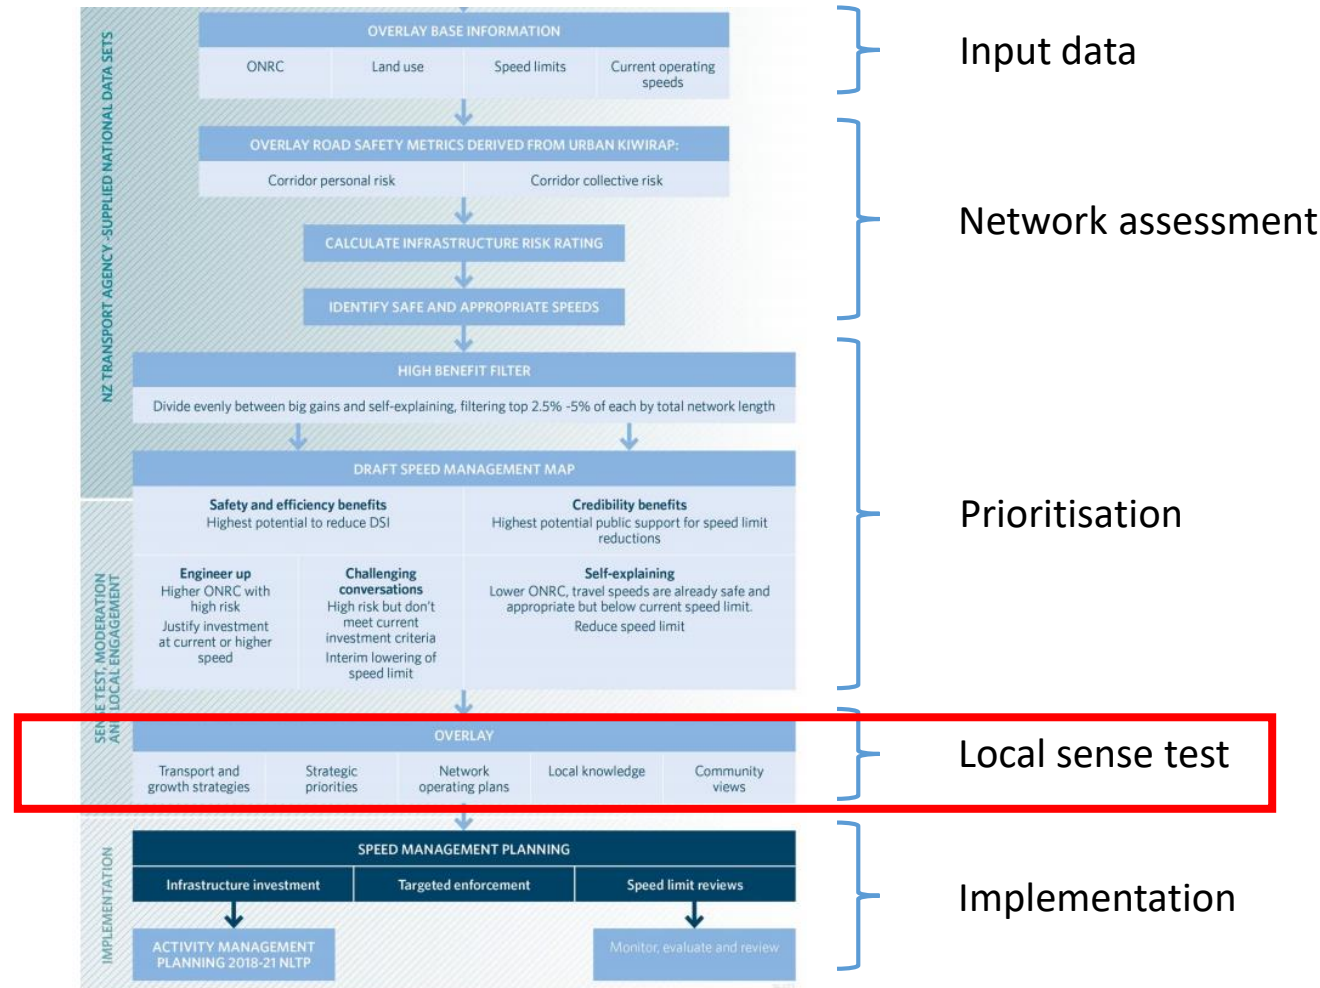 NZ TRANSPORT AGENCY -SUPPLIED NATIONAL DATA SETS
OVERLAY BASE INFORMATION
ONRC
Land use
Speed limits
Current operating
speeds
Input data
OVERLAY ROAD SAFETY METRICS DERIVED FROM URBAN KIWIRAP:
Corridor personal risk
Corridor collective risk
CALCULATE INFRASTRUCTURE RISK RATING
IDENTIFY SAFE AND APPROPRIATE SPEEDS
Network assessment
HIGH BENEFIT FILTER
Divide evenly between big gains and self-explaining, filtering top 2.5% -5% of each by total network length
DRAFT SPEED MANAGEMENT MAP
Safety and efficiency benefits
Highest potential to reduce DSI
Credibility benefits
Highest potential public support for speed limit
reductions
Prioritisation
SENSE TEST, MODERATION
AND LOCAL ENGAGEMENT
Engineer up
Higher ONRC with
high risk
Justify investment
at current or higher
speed
Challenging
conversations
High risk but don't
meet current
investment criteria
Interim lowering of
speed limit
Self-explaining
Lower ONRC, travel speeds are already safe and
appropriate but below current speed limit.
Reduce speed limit
OVERLAY
Transport and
growth strategies
Strategic
priorities
Network
operating plans
Local knowledge
Community
views
Local sense test
IMPLEMENTATION
SPEED MANAGEMENT PLANNING
Infrastructure investment
Targeted enforcement
Speed limit reviews
ACTIVITY MANAGEMENT
PLANNING 2018-21 NLTP
Monitor, evaluate and review
Implementation